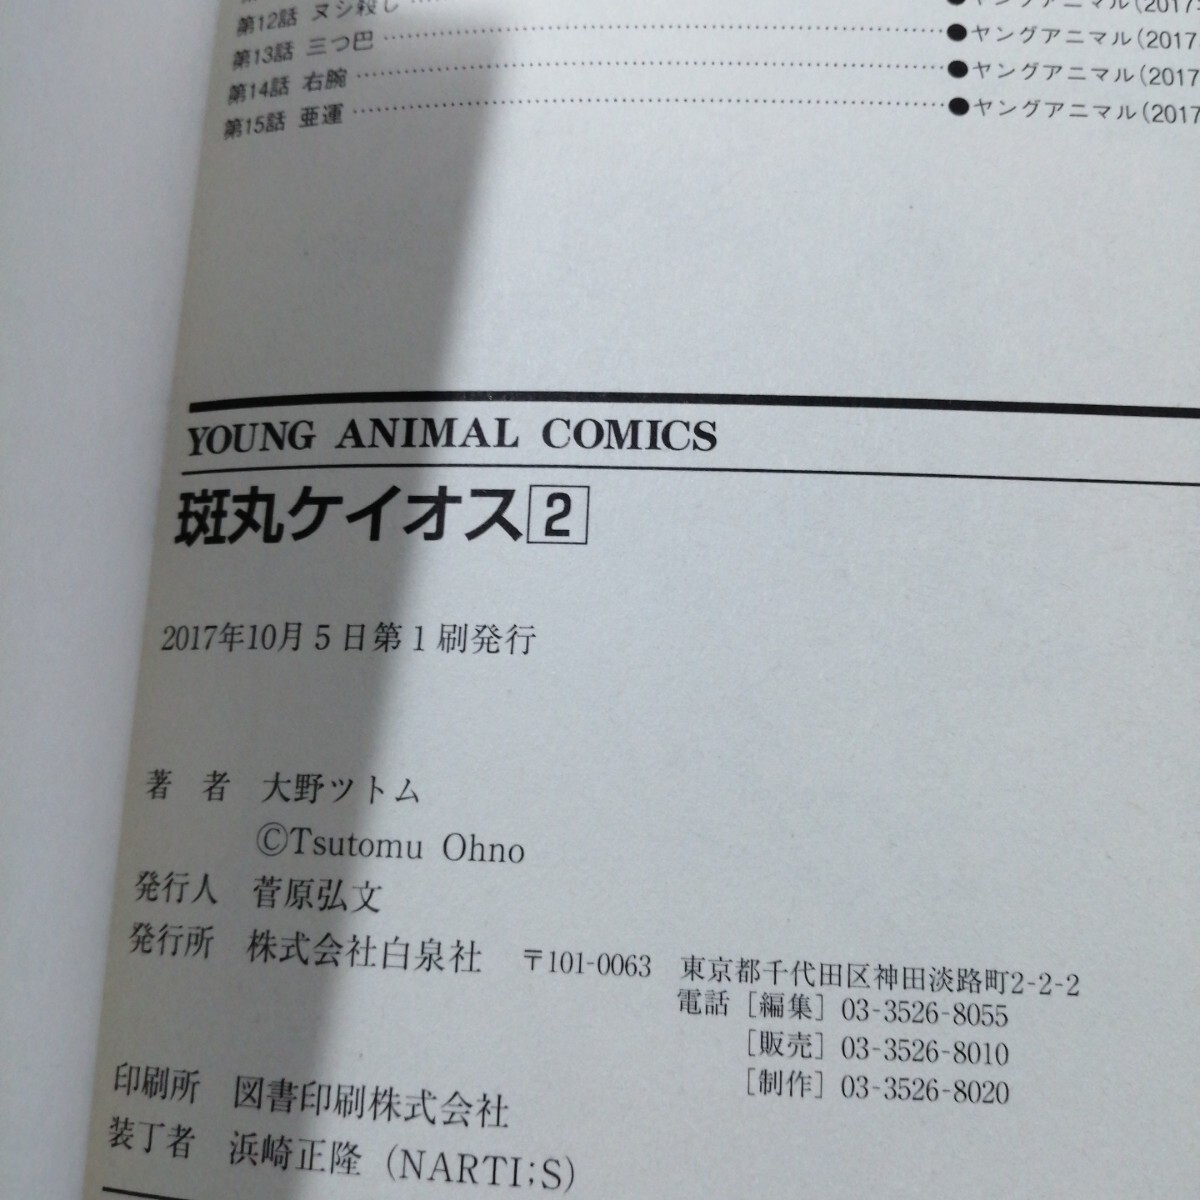 第12話 ヌシ殺し ●ヤングアニマル(2017
第13話 三つ巴 ●ヤングアニマル(2017
第14話 右腕 ●ヤングアニマル(2017
第15話 亜運 ●ヤングアニマル(2017
YOUNG ANIMAL COMICS
斑丸ケイオス 2
2017年10月5日第1刷発行
著者 大野ツトム
©Tsutomu Ohno
発行人 菅原弘文
発行所 株式会社白泉社 〒101-0063 東京都千代田区神田淡路町2-2-2
電話 [編集] 03-3526-8055
[販売] 03-3526-8010
[制作] 03-3526-8020
印刷所 図書印刷株式会社
装丁者 浜崎正隆 (NARTI;S)